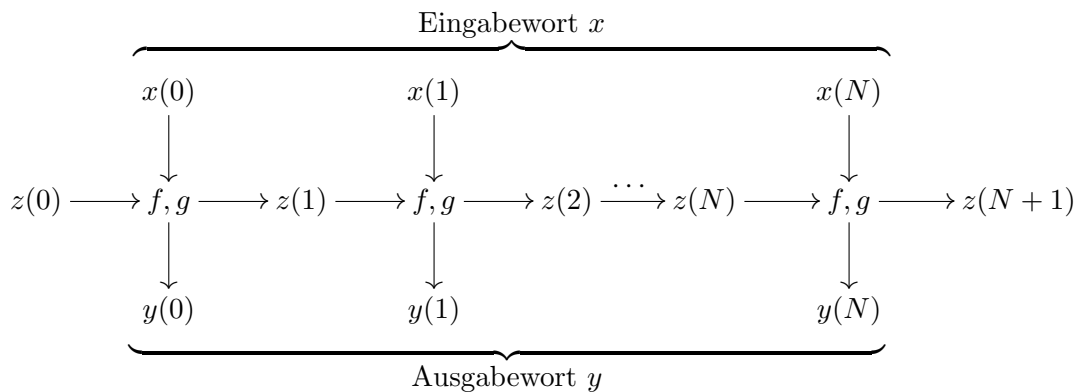 Eingabewort x
x(0) x(1) x(N)
z(0) f, g z(1) f, g z(2) ··· z(N) f, g z(N + 1)
y(0) y(1) y(N)
Ausgabewort y